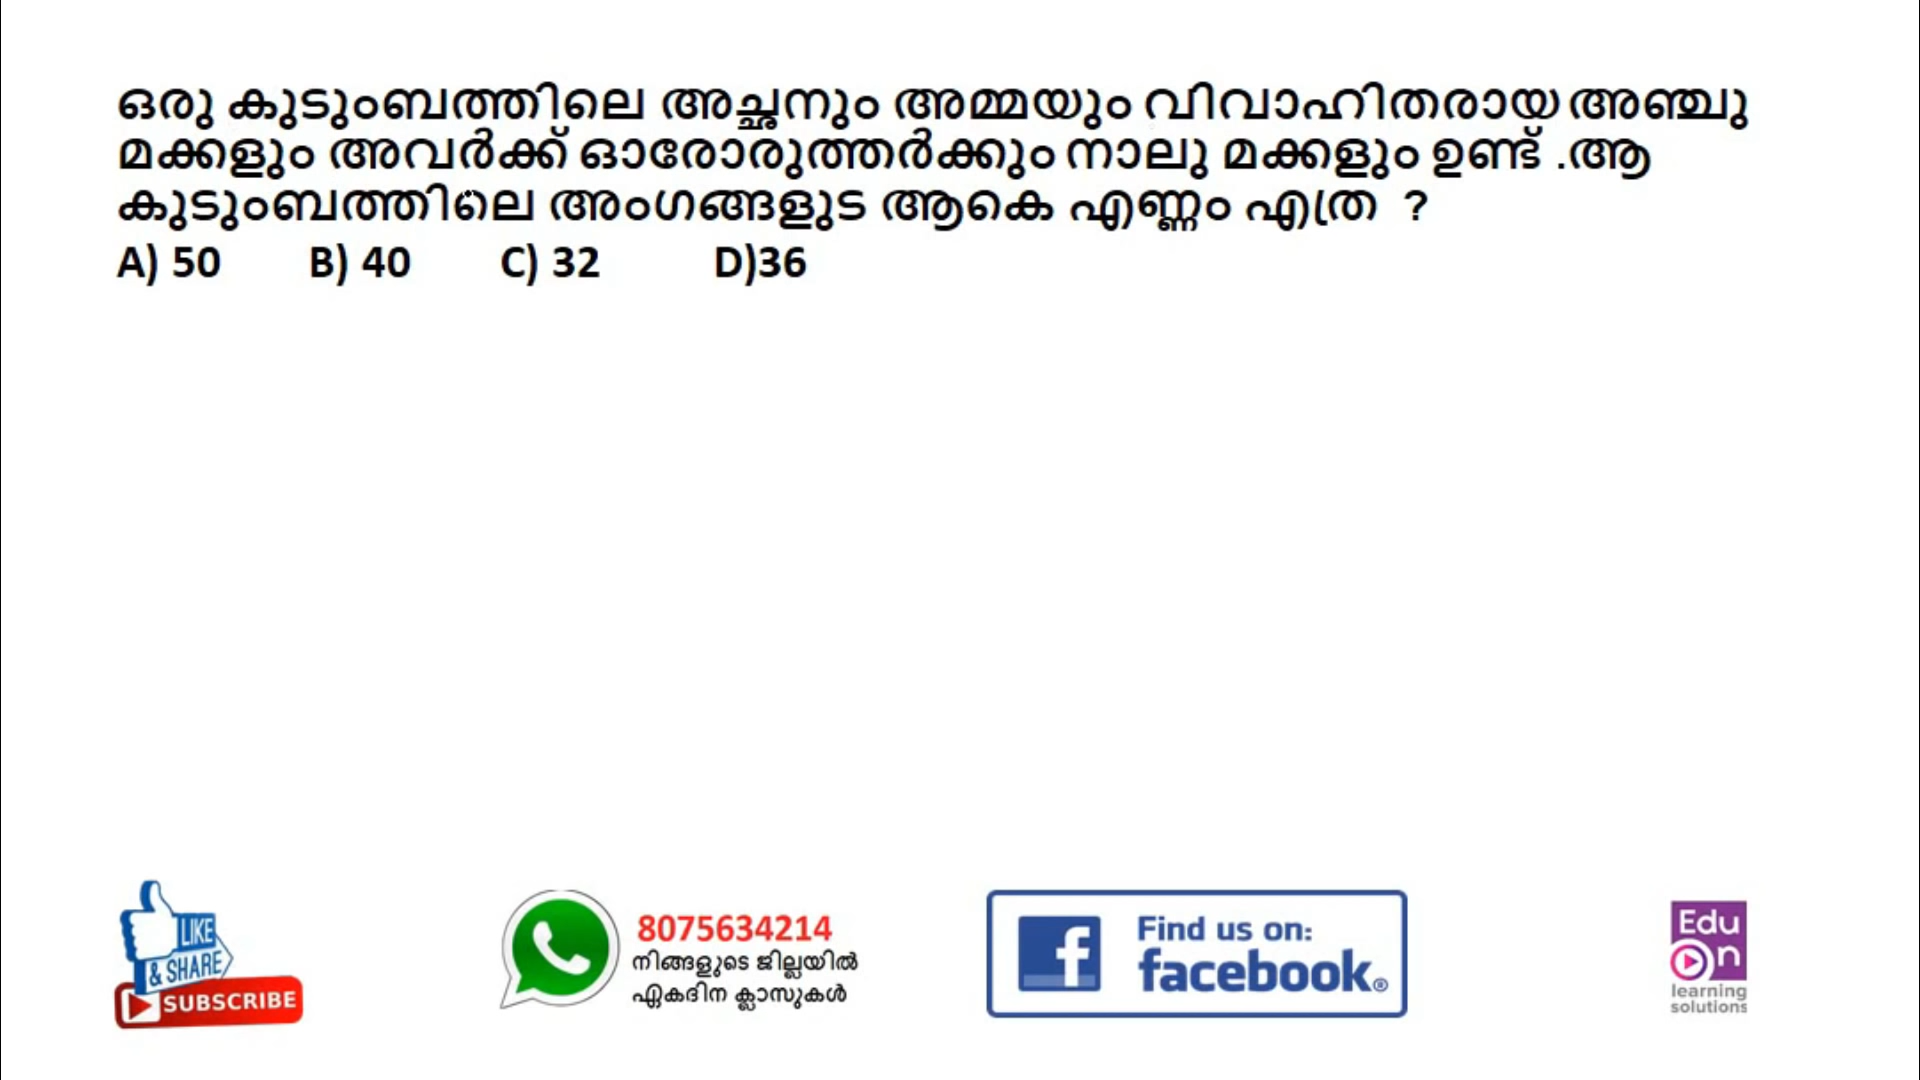 ഒരു കുടുംബത്തിലെ അച്ഛനും അമ്മയും വിവാഹിതരായ അഞ്ചു
മക്കളും അവർക്ക് ഓരോരുത്തർക്കും നാലു മക്കളും ഉണ്ട് .ആ
കുടുംബത്തിലെ അംഗങ്ങളുട ആകെ എണ്ണം എത്ര ?
A) 50 B) 40 C) 32 D)36
LIKE
& SHARE
SUBSCRIBE
8075634214
നിങ്ങളുടെ ജില്ലയിൽ
ഏകദിന ക്ലാസുകൾ
f
Find us on:
facebook®
Edu
On
learning
solutions